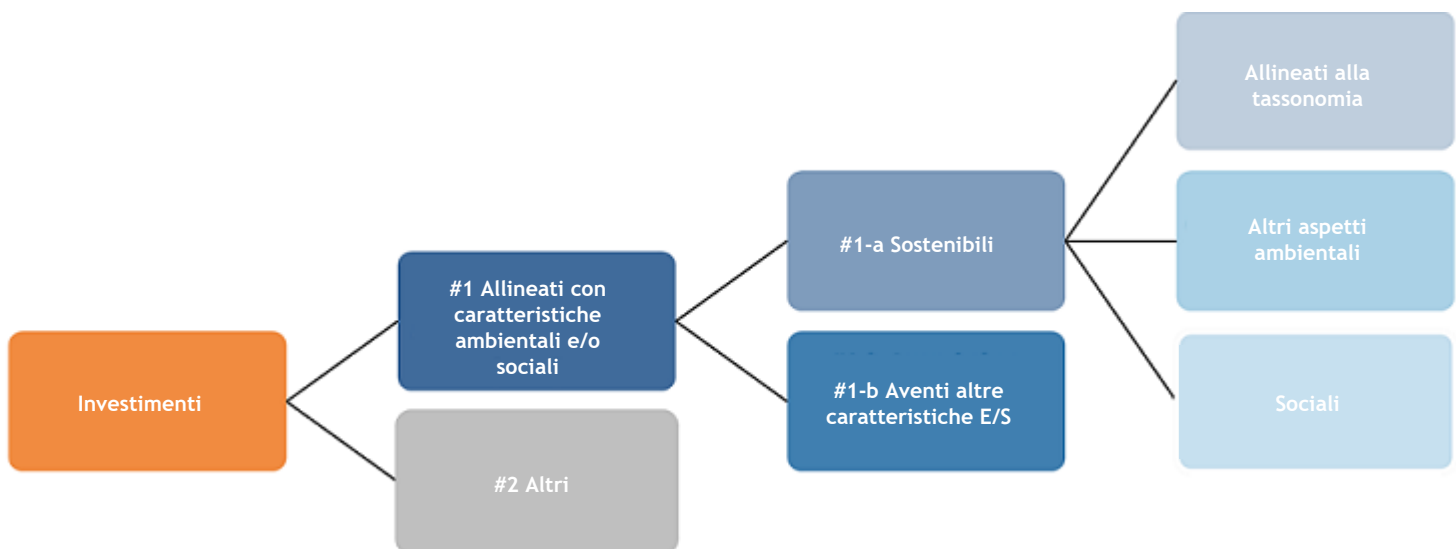 Investimenti
#1 Allineati con
caratteristiche
ambientali e/o
sociali
#2 Altri
#1-a Sostenibili
#1-b Aventi altre
caratteristiche E/S
Allineati alla
tassonomia
Altri aspetti
ambientali
Sociali